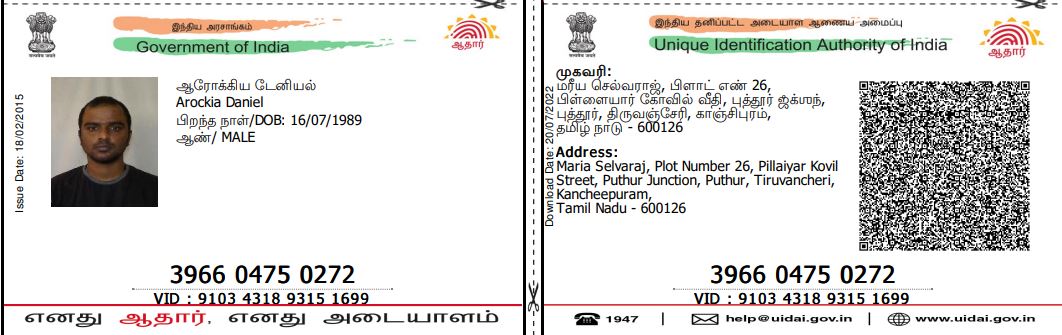 இந்திய அரசாங்கம்
Government of India
ஆதார்
Issue Date: 18/02/2015
ஆரோக்கிய டேனியல்
Arockia Daniel
பிறந்த நாள்/DOB: 16/07/1989
ஆண்/ MALE
3966 0475 0272
VID : 9103 4318 9315 1699
எனது ஆதார், எனது அடையாளம்
இந்திய தனிப்பட்ட அடையாள ஆணைய அமைப்பு
Unique Identification Authority of India
ஆதார்
Download Date: 20/07/2022
முகவரி:
மரிய செல்வராஜ், பிளாட் எண் 26,
பிள்ளையார் கோவில் வீதி, புத்தூர்
புத்தூர், திருவஞ்சேரி, காஞ்சிபுரம்,
தமிழ் நாடு - 600126
Address:
Maria Selvaraj, Plot Number 26, Pillaiyar Kovil
Street, Puthur Junction, Puthur, Tiruvancheri,
Kancheepuram,
Tamil Nadu - 600126
3966 0475 0272
VID : 9103 4318 9315 1699
1947
help@uidai.gov.in
www.uidai.gov.in